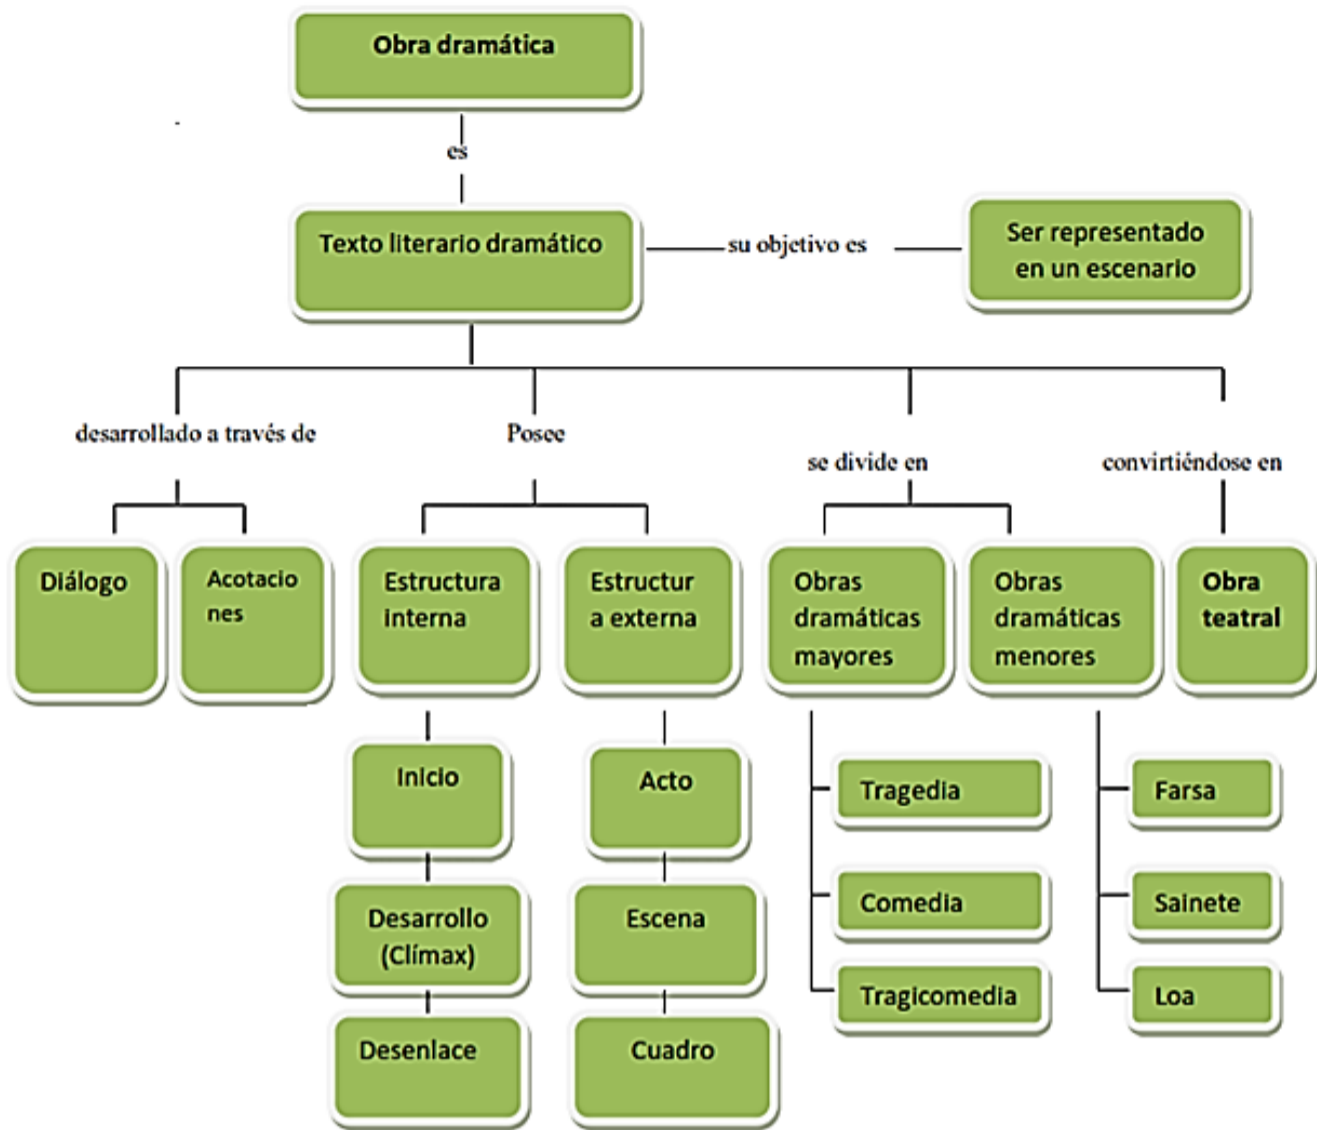 Obra dramática
es
Texto literario dramático
su objetivo es
Ser representado
en un escenario
desarrollado a través de
Posee
se divide en
convirtiéndose en
Diálogo
Acotacio
nes
Estructura
interna
Estructur
a externa
Obras
dramáticas
mayores
Obras
dramáticas
menores
Obra
teatral
Inicio
Acto
Tragedia
Farsa
Desarrollo
(Clímax)
Escena
Comedia
Sainete
Tragicomedia
Loa
Desenlace
Cuadro